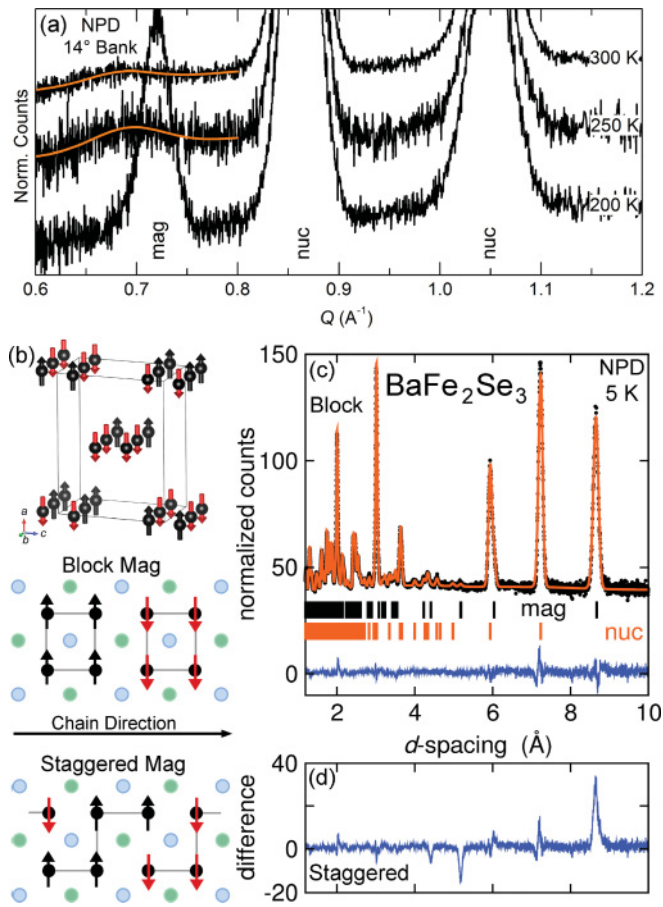 (a) NPD
14° Bank
300 K
250 K
200 K
Norm. Counts
mag
nuc
nuc
0.6 0.7 0.8 0.9 1.0 1.1 1.2
Q (Å⁻¹)
(b)
a
b
c
Block Mag
Chain Direction
Staggered Mag
(c) NPD
5 K
Block
BaFe₂Se₃
150
100
50
0
normalized counts
mag
nuc
2 4 6 8 10
d-spacing (Å)
(d)
40
20
0
-20
difference
Staggered